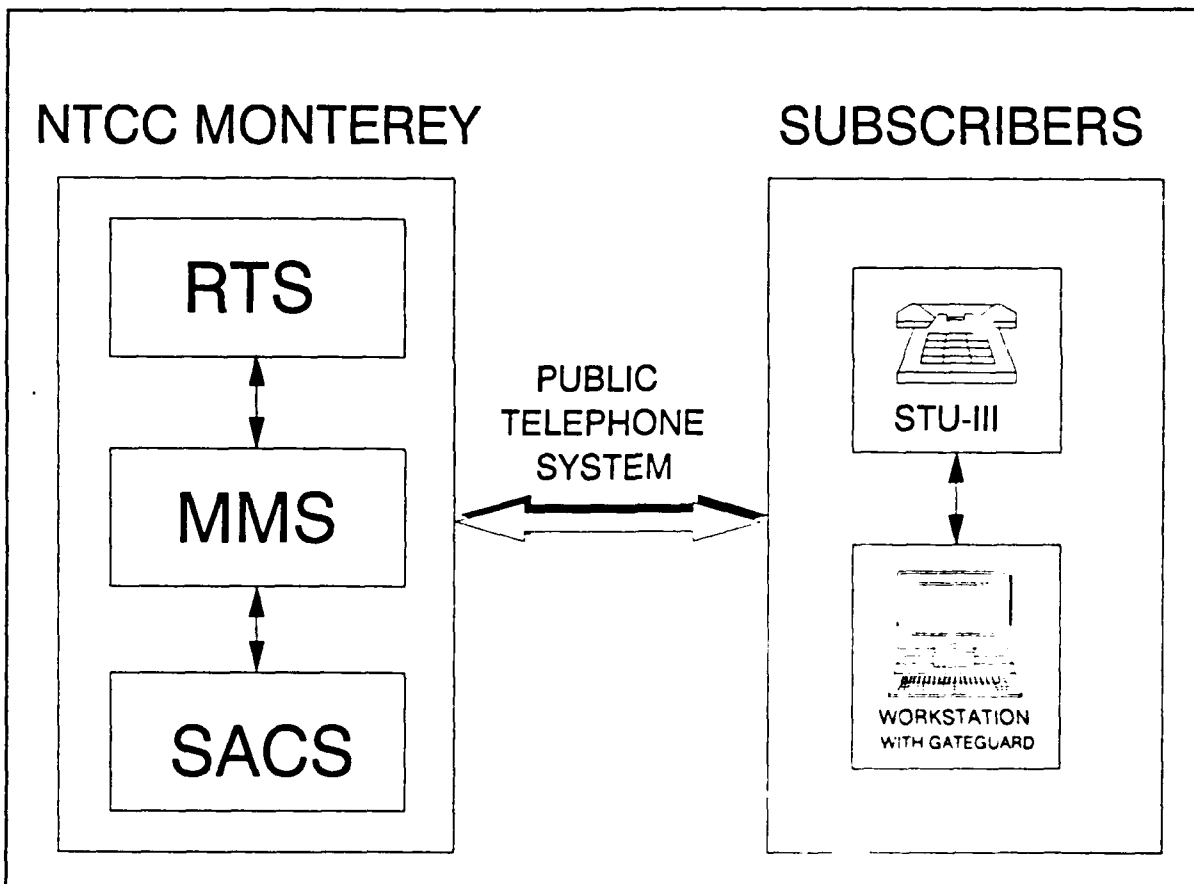 NTCC MONTEREY
RTS
MMS
SACS
PUBLIC
TELEPHONE
SYSTEM
SUBSCRIBERS
STU-III
WORKSTATION
WITH GATEGUARD